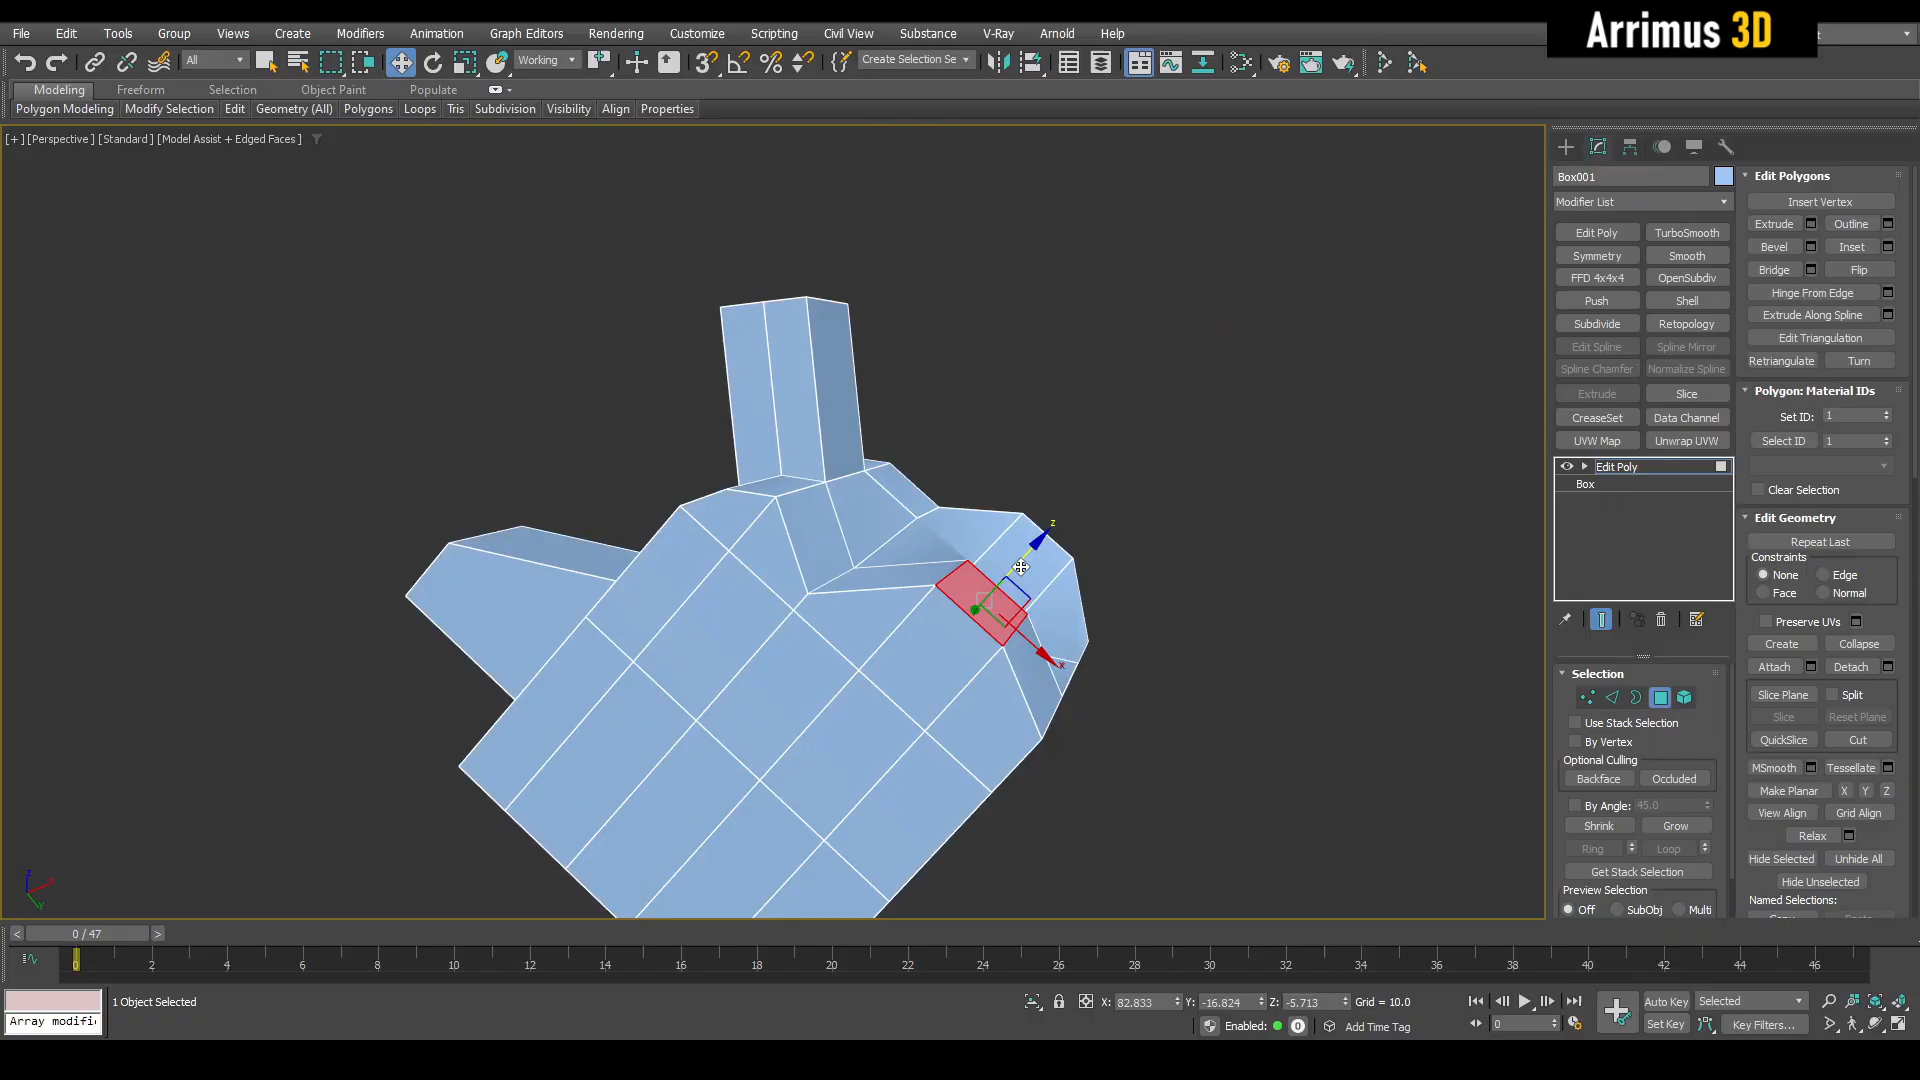 Arrimus 3D
File Edit Tools Group Views Create Modifiers Animation Graph Editors Rendering Customize Scripting Civil View Substance V-Ray Arnold Help
All Working Create Selection Se
Modeling Freeform Selection Object Paint Populate
Polygon Modeling Modify Selection Edit Geometry (All) Polygons Loops Tris Subdivision Visibility Align Properties
[+] [Perspective] [Standard] [Model Assist + Edged Faces]
z
x
Box001
Modifier List
Edit Poly TurboSmooth
Symmetry Smooth
FFD 4x4x4 OpenSubdiv
Push Shell
Subdivide Retopology
Edit Spline Spline Mirror
Spline Chamfer Normalize Spline
Extrude Slice
CreaseSet Data Channel
UVW Map Unwrap UVW
Edit Poly
Box
Selection
Use Stack Selection
By Vertex
Optional Culling
Backface Occluded
By Angle: 45.0
Shrink Grow
Ring Loop
Get Stack Selection
Preview Selection
Off SubObj Multi
Edit Polygons
Insert Vertex
Extrude Outline
Bevel Inset
Bridge Flip
Hinge From Edge
Extrude Along Spline
Edit Triangulation
Retriangulate Turn
Polygon: Material IDs
Set ID: 1
Select ID 1
Clear Selection
Edit Geometry
Repeat Last
Constraints
None Edge
Face Normal
Preserve UVs
Create Collapse
Attach Detach
Slice Plane Split
Slice Reset Plane
QuickSlice Cut
MSmooth Tessellate
Make Planar X Y Z
View Align Grid Align
Relax
Hide Selected Unhide All
Hide Unselected
Named Selections:
z x y
< 0 / 47 >
0 2 4 6 8 10 12 14 16 18 20 22 24 26 28 30 32 34 36 38 40 42 44 46
1 Object Selected X: 82.833 Y: -16.824 Z: -5.713 Grid = 10.0 Auto Key Selected
Array modifi Enabled: 0 Add Time Tag 0 Set Key Key Filters...